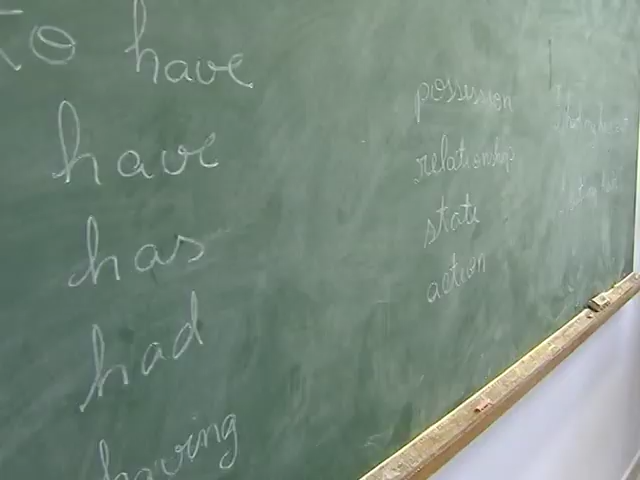 To have
have
has
had
having
possession
relationship
state
action